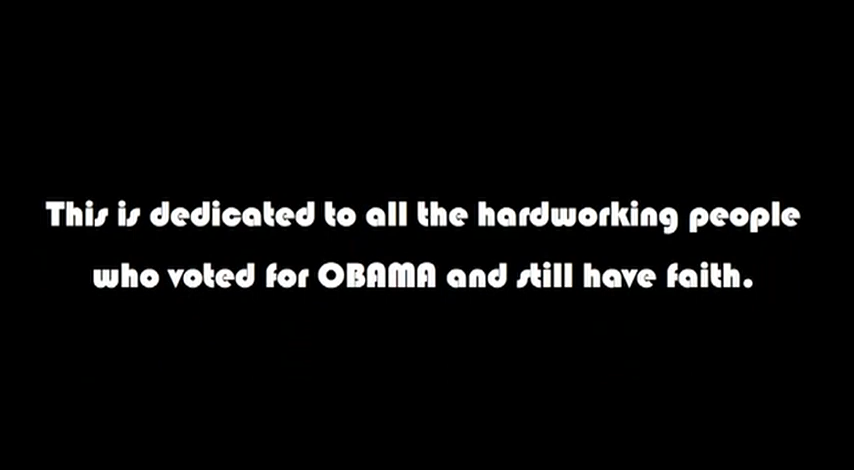 This is dedicated to all the hardworking people
who voted for OBAMA and still have faith.